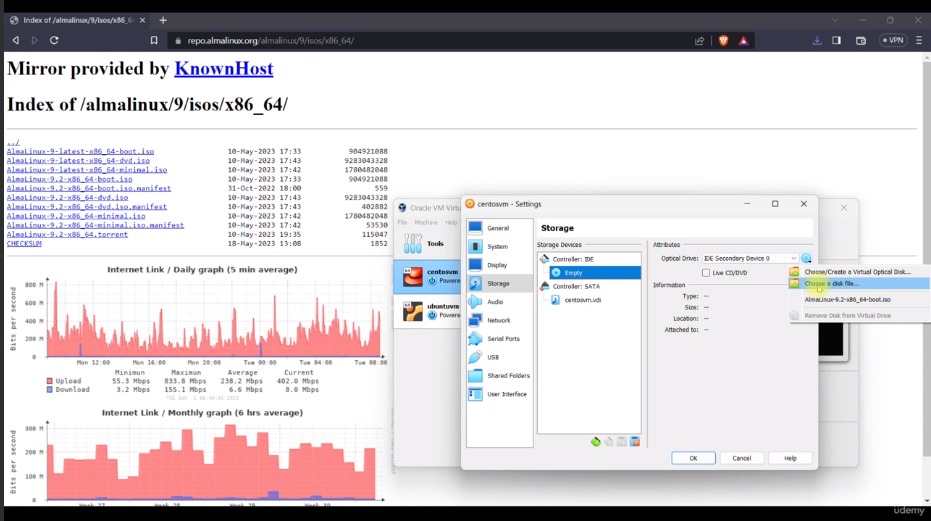 Index of /almalinux/9/isos/x86_64
repo.almalinux.org/almalinux/9/isos/x86_64/
VPN
Mirror provided by KnownHost
Index of /almalinux/9/isos/x86_64/
../
AlmaLinux-9-latest-x86_64-boot.iso 10-May-2023 17:33 904921088
AlmaLinux-9-latest-x86_64-dvd.iso 10-May-2023 17:43 9283043328
AlmaLinux-9-latest-x86_64-minimal.iso 10-May-2023 17:42 1780482048
AlmaLinux-9.2-x86_64-boot.iso 10-May-2023 17:33 904921088
AlmaLinux-9.2-x86_64-boot.iso.manifest 31-Oct-2022 18:00 559
AlmaLinux-9.2-x86_64-dvd.iso 10-May-2023 17:43 9283043328
AlmaLinux-9.2-x86_64-dvd.iso.manifest 10-May-2023 17:43 402882
AlmaLinux-9.2-x86_64-minimal.iso 10-May-2023 17:42 1780482048
AlmaLinux-9.2-x86_64-minimal.iso.manifest 10-May-2023 17:42 53530
AlmaLinux-9.2-x86_64.torrent 10-May-2023 19:35 115047
CHECKSUM 18-May-2023 13:08 1852
Internet Link / Daily graph (5 min average)
Bits per second
800 M
600 M
400 M
200 M
0
Mon 12:00 Mon 16:00 Mon 20:00 Tue 00:00 Tue 04:00 Tue 08:00
Minimum Maximum Average Current
Upload 55.3 Mbps 833.8 Mbps 238.2 Mbps 402.0 Mbps
Download 3.2 Mbps 155.1 Mbps 6.6 Mbps 8.0 Mbps
Internet Link / Monthly graph (6 hrs average)
Bits per second
300 M
200 M
100 M
0
Week 27 Week 28 Week 29 Week 30
Oracle VM Virtu
File Machine Help
Tools
centosvm
Powere
ubuntuvm
Powere
centosvm - Settings
General
System
Display
Storage
Audio
Network
Serial Ports
USB
Shared Folders
User Interface
Storage
Storage Devices
Controller: IDE
Empty
Controller: SATA
centosvm.vdi
Attributes
Optical Drive: IDE Secondary Device 0
Live CD/DVD
Information
Type: --
Size: --
Location: --
Attached to: --
Choose/Create a Virtual Optical Disk...
Choose a disk file...
AlmaLinux-9.2-x86_64-boot.iso
Remove Disk from Virtual Drive
OK
Cancel
Help
udemy